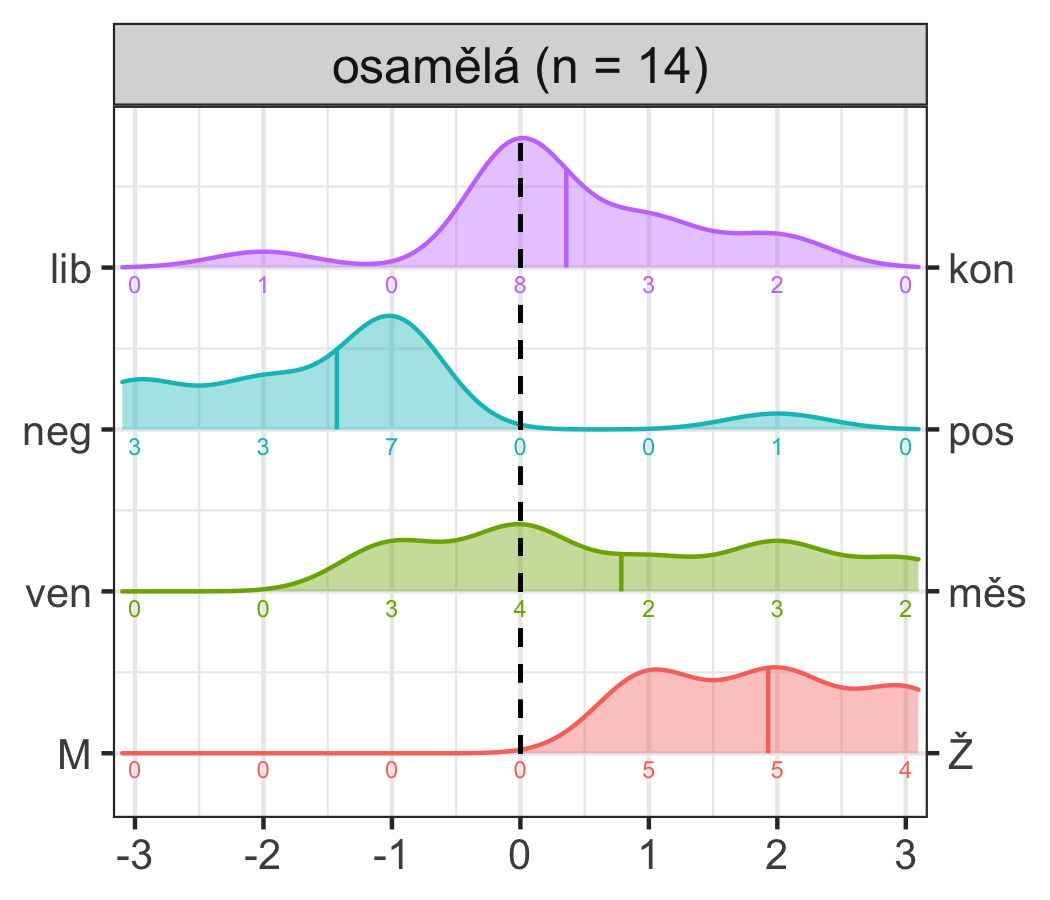 osamělá (n = 14)
lib kon
0 1 0 8 3 2 0
neg pos
3 3 7 0 0 1 0
ven měs
0 0 3 4 2 3 2
M Ž
0 0 0 0 5 5 4
-3 -2 -1 0 1 2 3